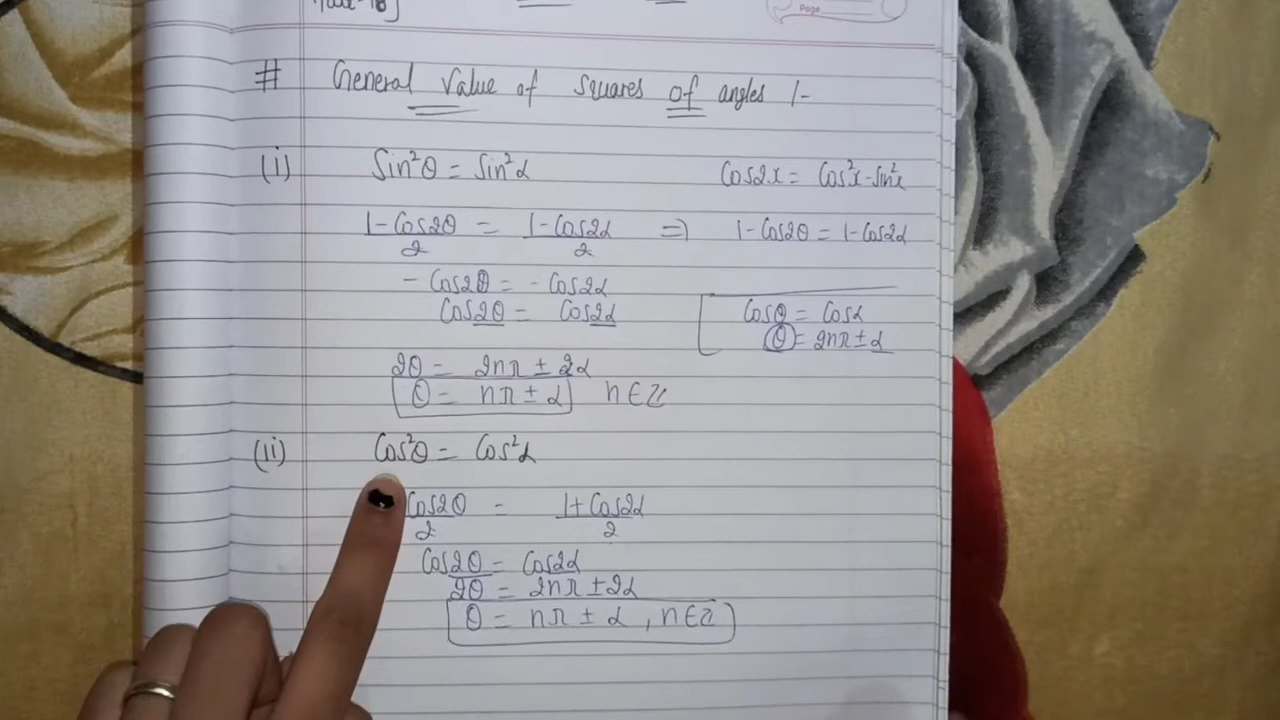 Page
# General Value of Squares of angles :-
(i) Sin²θ = Sin²α Cos2x = Cos²x - Sin²x
1-Cos2θ/2 = 1-Cos2α/2 ⇒ 1-Cos2θ = 1-Cos2α
- Cos2θ = - Cos2α
Cos2θ = Cos2α
Cosθ = Cosα
θ = 2nπ ± α
2θ = 2nπ ± 2α
θ = nπ ± α n∈Z
(ii) Cos²θ = Cos²α
Cos2θ/2 = 1+Cos2α/2
Cos2θ = Cos2α
2θ = 2nπ ± 2α
θ = nπ ± α , n∈Z